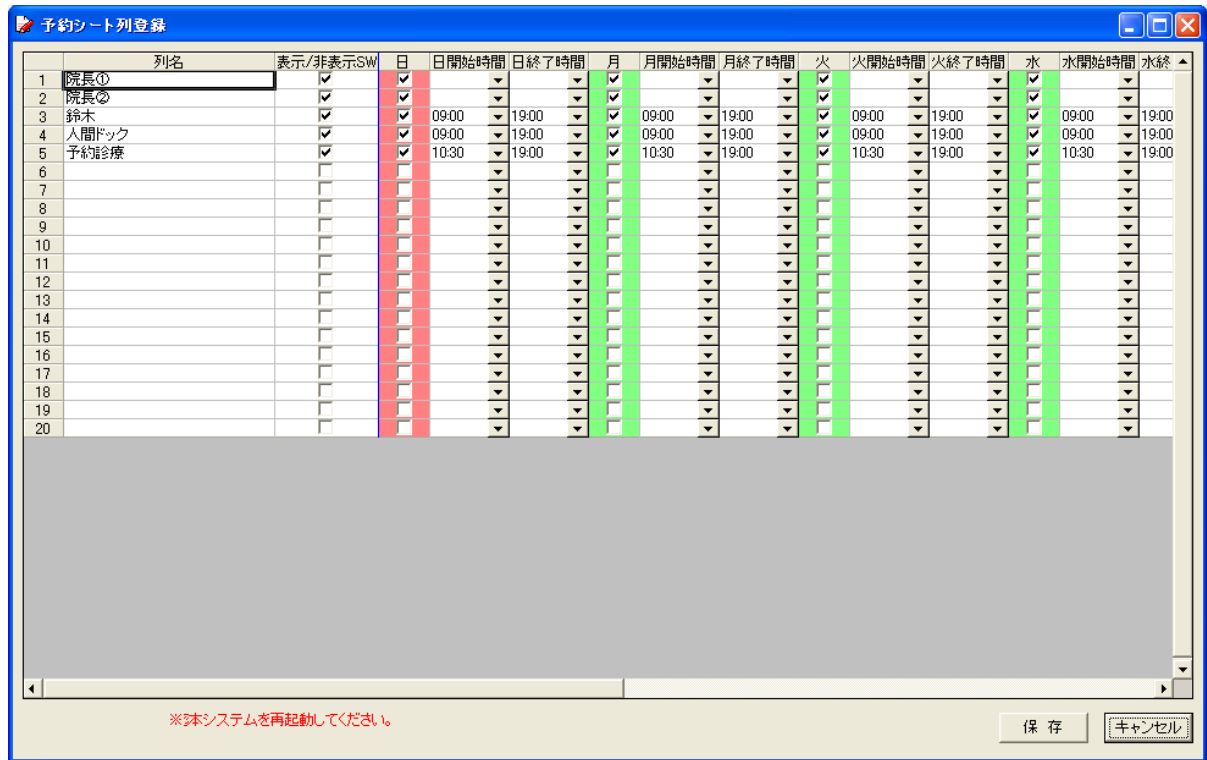 予約シート列登録
列名 表示/非表示SW 日 日開始時間 日終了時間 月 月開始時間 月終了時間 火 火開始時間 火終了時間 水 水開始時間 水終
1 院長①
2 院長②
3 鈴木 09:00 19:00 09:00 19:00 09:00 19:00 09:00 19:00
4 人間ドック 09:00 19:00 09:00 19:00 09:00 19:00 09:00 19:00
5 予約診療 10:30 19:00 10:30 19:00 10:30 19:00 10:30 19:00
6
7
8
9
10
11
12
13
14
15
16
17
18
19
20
※本システムを再起動してください。
保 存 キャンセル